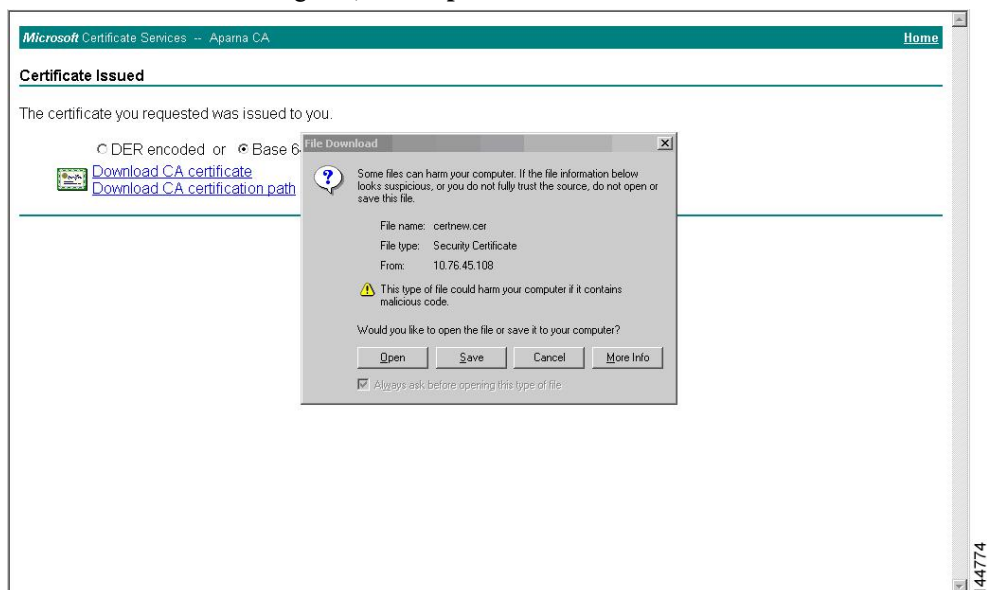 Microsoft Certificate Services -- Aparna CA Home
Certificate Issued
The certificate you requested was issued to you.
DER encoded or Base 6
Download CA certificate
Download CA certification path
File Download
Some files can harm your computer. If the file information below
looks suspicious, or you do not fully trust the source, do not open or
save this file.
File name: certnew.cer
File type: Security Certificate
From: 10.76.45.108
This type of file could harm your computer if it contains
malicious code.
Would you like to open the file or save it to your computer?
Open Save Cancel More Info
Always ask before opening this type of file
144774